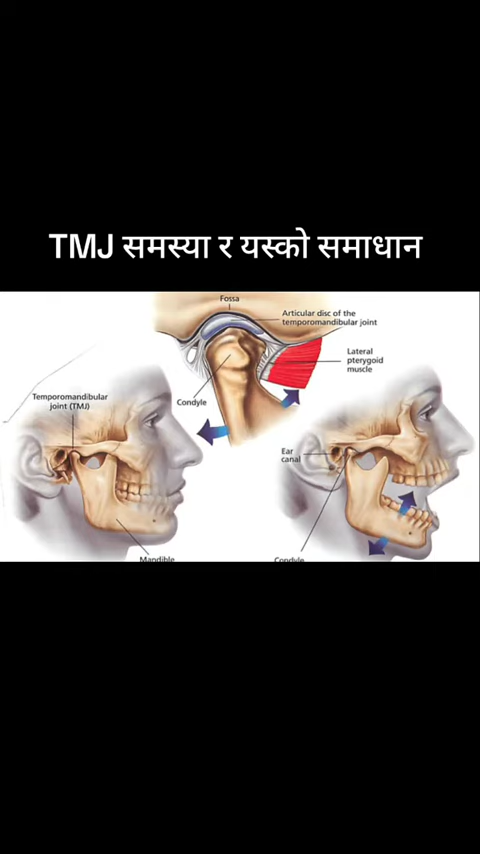 TMJ समस्या र यस्को समाधान
Fossa
Articular disc of the
temporomandibular joint
Lateral
pterygoid
muscle
Condyle
Temporomandibular
joint (TMJ)
Ear
canal
Mandible
Condyle